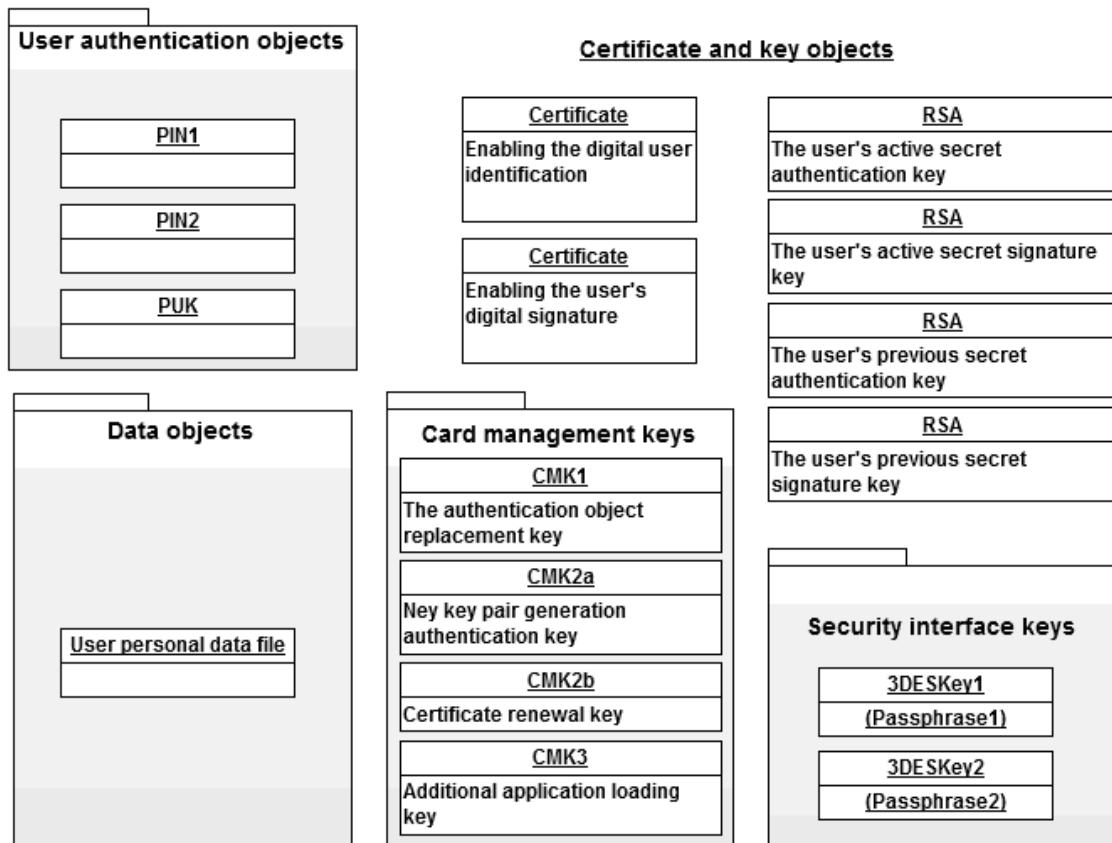 User authentication objects
PIN1
PIN2
PUK
Certificate and key objects
Certificate
Enabling the digital user
identification
Certificate
Enabling the user's
digital signature
RSA
The user's active secret
authentication key
RSA
The user's active secret signature
key
RSA
The user's previous secret
authentication key
RSA
The user's previous secret
signature key
Data objects
User personal data file
Card management keys
CMK1
The authentication object
replacement key
CMK2a
Ney key pair generation
authentication key
CMK2b
Certificate renewal key
CMK3
Additional application loading
key
Security interface keys
3DESKey1
(Passphrase1)
3DESKey2
(Passphrase2)